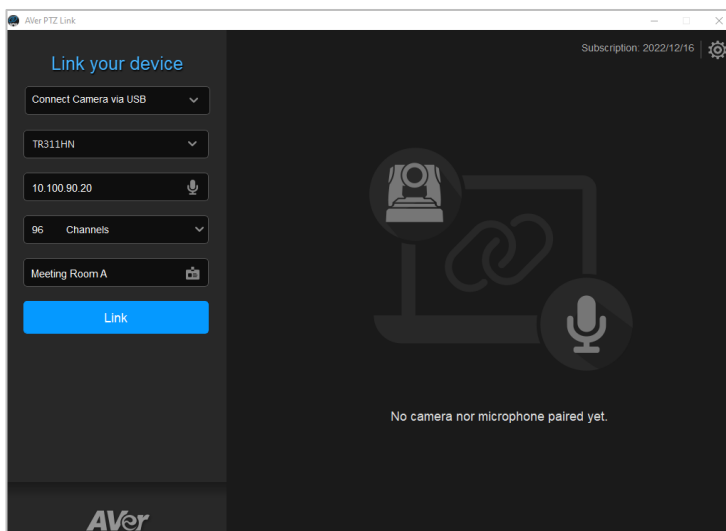 AVer PTZ Link
Subscription: 2022/12/16
Link your device
Connect Camera via USB
TR311HN
10.100.90.20
96 Channels
Meeting Room A
Link
No camera nor microphone paired yet.
AVer